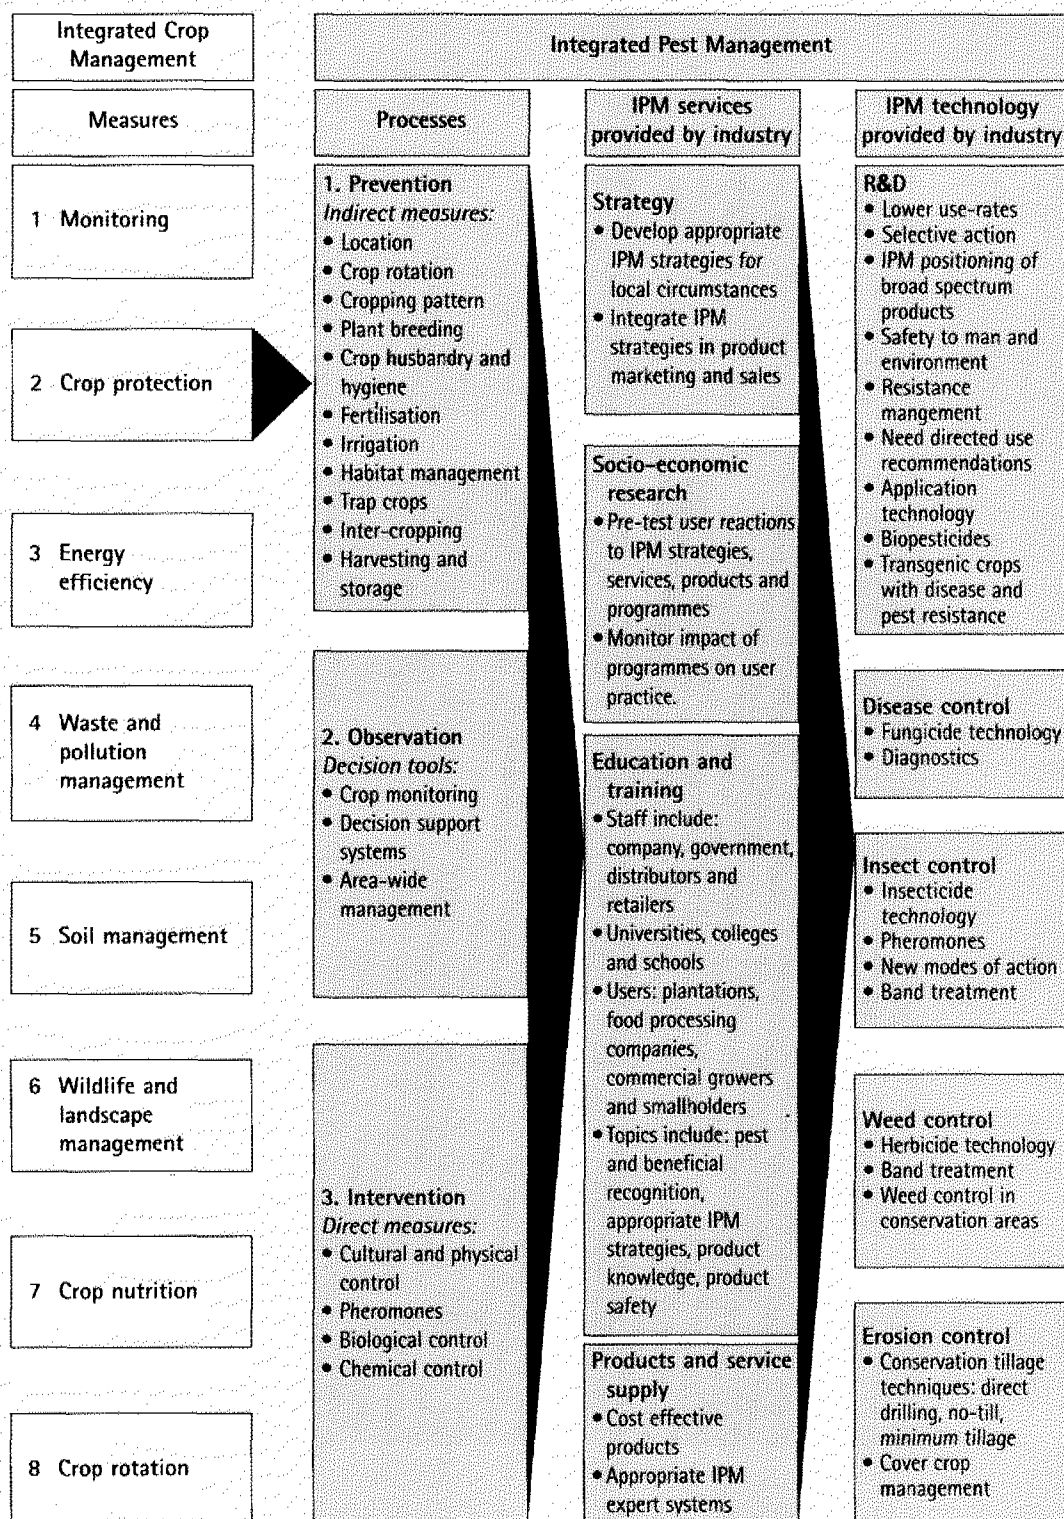 Integrated Crop
Management
Integrated Pest Management
Measures
Processes
IPM services
provided by industry
IPM technology
provided by industry
1 Monitoring
2 Crop protection
3 Energy
efficiency
4 Waste and
pollution
management
5 Soil management
6 Wildlife and
landscape
management
7 Crop nutrition
8 Crop rotation
1. Prevention
Indirect measures:
• Location
• Crop rotation
• Cropping pattern
• Plant breeding
• Crop husbandry and
hygiene
• Fertilisation
• Irrigation
• Habitat management
• Trap crops
• Inter-cropping
• Harvesting and
storage
2. Observation
Decision tools:
• Crop monitoring
• Decision support
systems
• Area-wide
management
3. Intervention
Direct measures:
• Cultural and physical
control
• Pheromones
• Biological control
• Chemical control
Strategy
• Develop appropriate
IPM strategies for
local circumstances
• Integrate IPM
strategies in product
marketing and sales
Socio-economic
research
• Pre-test user reactions
to IPM strategies,
services, products and
programmes
• Monitor impact of
programmes on user
practice.
Education and
training
• Staff include:
company, government,
distributors and
retailers
• Universities, colleges
and schools
• Users: plantations,
food processing
companies,
commercial growers
and smallholders
• Topics include: pest
and beneficial
recognition,
appropriate IPM
strategies, product
knowledge, product
safety
Products and service
supply
• Cost effective
products
• Appropriate IPM
expert systems
R&D
• Lower use-rates
• Selective action
• IPM positioning of
broad spectrum
products
• Safety to man and
environment
• Resistance
mangement
• Need directed use
recommendations
• Application
technology
• Biopesticides
• Transgenic crops
with disease and
pest resistance
Disease control
• Fungicide technology
• Diagnostics
Insect control
• Insecticide
technology
• Pheromones
• New modes of action
• Band treatment
Weed control
• Herbicide technology
• Band treatment
• Weed control in
conservation areas
Erosion control
• Conservation tillage
techniques: direct
drilling, no-till,
minimum tillage
• Cover crop
management